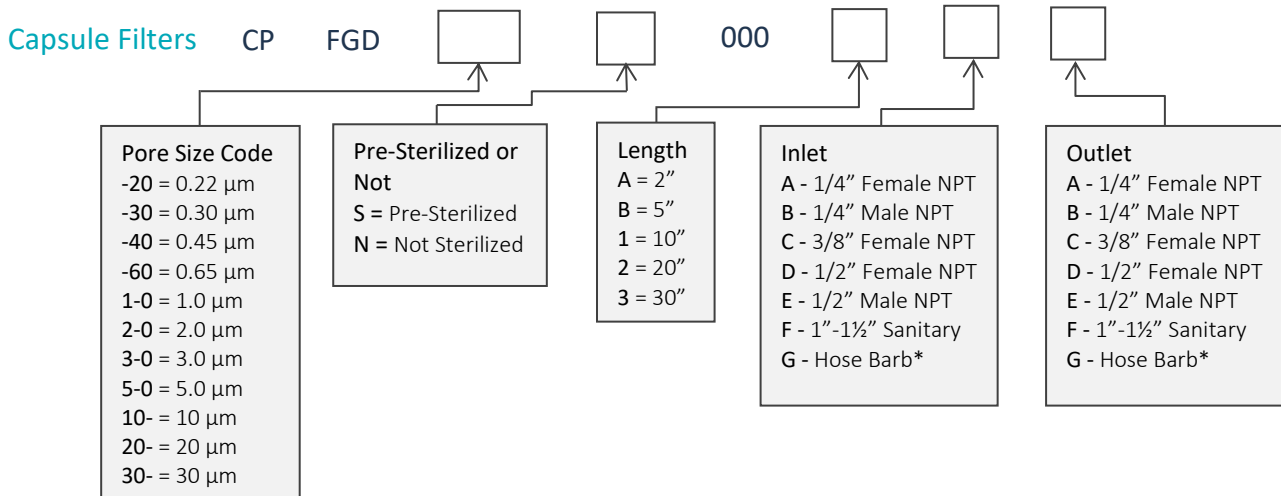 Capsule Filters CP FGD 000
Pore Size Code
-20 = 0.22 µm
-30 = 0.30 µm
-40 = 0.45 µm
-60 = 0.65 µm
1-0 = 1.0 µm
2-0 = 2.0 µm
3-0 = 3.0 µm
5-0 = 5.0 µm
10- = 10 µm
20- = 20 µm
30- = 30 µm
Pre-Sterilized or
Not
S = Pre-Sterilized
N = Not Sterilized
Length
A = 2”
B = 5”
1 = 10”
2 = 20”
3 = 30”
Inlet
A - 1/4” Female NPT
B - 1/4” Male NPT
C - 3/8” Female NPT
D - 1/2” Female NPT
E - 1/2” Male NPT
F - 1”-1½” Sanitary
G - Hose Barb*
Outlet
A - 1/4” Female NPT
B - 1/4” Male NPT
C - 3/8” Female NPT
D - 1/2” Female NPT
E - 1/2” Male NPT
F - 1”-1½” Sanitary
G - Hose Barb*